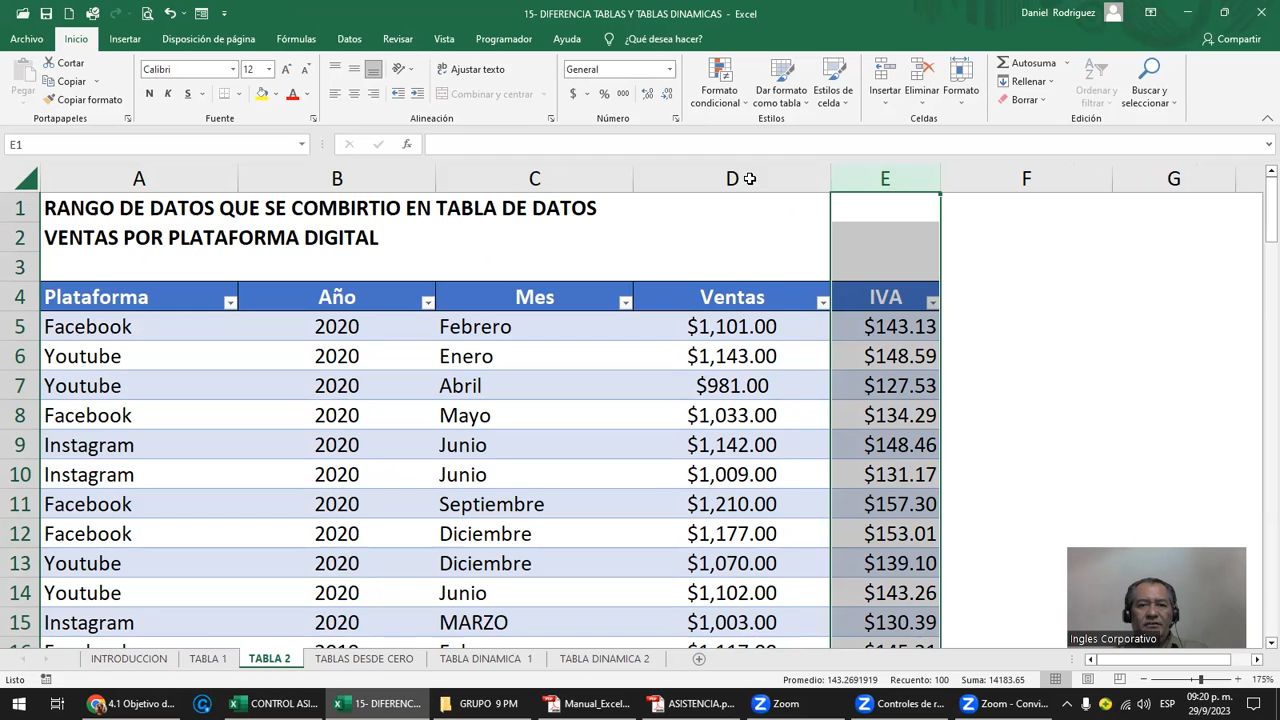 15- DIFERENCIA TABLAS Y TABLAS DINAMICAS - Excel
Daniel Rodriguez
Archivo Inicio Insertar Disposición de página Fórmulas Datos Revisar Vista Programador Ayuda ¿Qué desea hacer? Compartir
Pegar
Cortar
Copiar
Copiar formato
Portapapeles
Calibri 12
N K S
Fuente
Ajustar texto
Combinar y centrar
Alineación
General
$ % 000
Número
Formato condicional
Dar formato como tabla
Estilos de celda
Estilos
Insertar Eliminar Formato
Celdas
Autosuma
Rellenar
Borrar
Ordenar y filtrar
Buscar y seleccionar
Edición
E1 fx
A B C D E F G
1 RANGO DE DATOS QUE SE COMBIRTIO EN TABLA DE DATOS
2 VENTAS POR PLATAFORMA DIGITAL
3
4 Plataforma Año Mes Ventas IVA
5 Facebook 2020 Febrero $1,101.00 $143.13
6 Youtube 2020 Enero $1,143.00 $148.59
7 Youtube 2020 Abril $981.00 $127.53
8 Facebook 2020 Mayo $1,033.00 $134.29
9 Instagram 2020 Junio $1,142.00 $148.46
10 Instagram 2020 Junio $1,009.00 $131.17
11 Facebook 2020 Septiembre $1,210.00 $157.30
12 Facebook 2020 Diciembre $1,177.00 $153.01
13 Youtube 2020 Diciembre $1,070.00 $139.10
14 Youtube 2020 Junio $1,102.00 $143.26
15 Instagram 2020 MARZO $1,003.00 $130.39
Ingles Corporativo
INTRODUCCION TABLA 1 TABLA 2 TABLAS DESDE CERO TABLA DINAMICA 1 TABLA DINAMICA 2
Listo Promedio: 143.2691919 Recuento: 100 Suma: 14183.65 175%
4.1 Objetivo d... CONTROL ASI... 15- DIFERENC... GRUPO 9 PM Manual_Exce... ASISTENCIA.p... Zoom Controles de r... Zoom - Convi... ESP
09:20 p. m.
29/9/2023